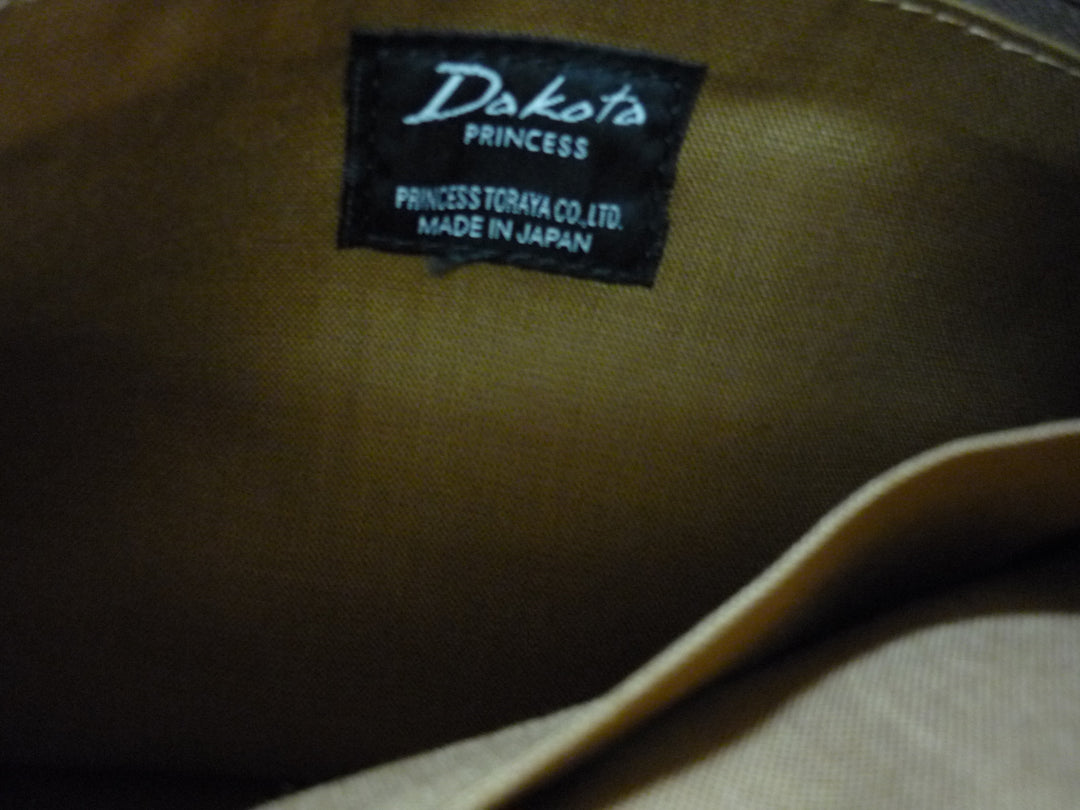 Dakota
PRINCESS
PRINCESS TORAYA CO.,LTD.
MADE IN JAPAN